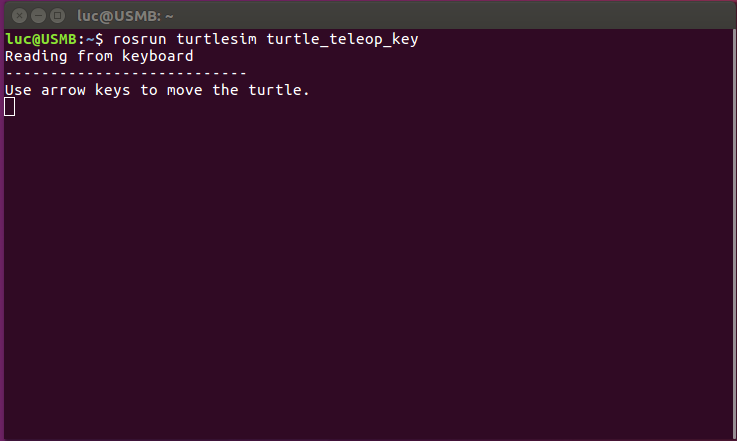 luc@USMB: ~
luc@USMB:~$ rosrun turtlesim turtle_teleop_key
Reading from keyboard
---------------------------
Use arrow keys to move the turtle.